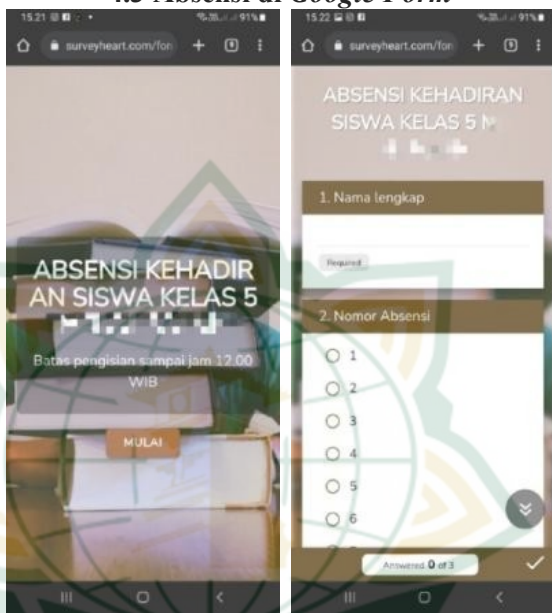 4.3 Absensi di Google Form
15.21
91%
surveyheart.com/for
ABSENSI KEHADIR
AN SISWA KELAS 5
Batas pengisian sampai jam 12.00
WIB
MULAI
15.22
91%
surveyheart.com/for
ABSENSI KEHADIRAN
SISWA KELAS 5
1. Nama lengkap
Required
2. Nomor Absensi
1
2
3
4
5
6
Answered 0 of 3